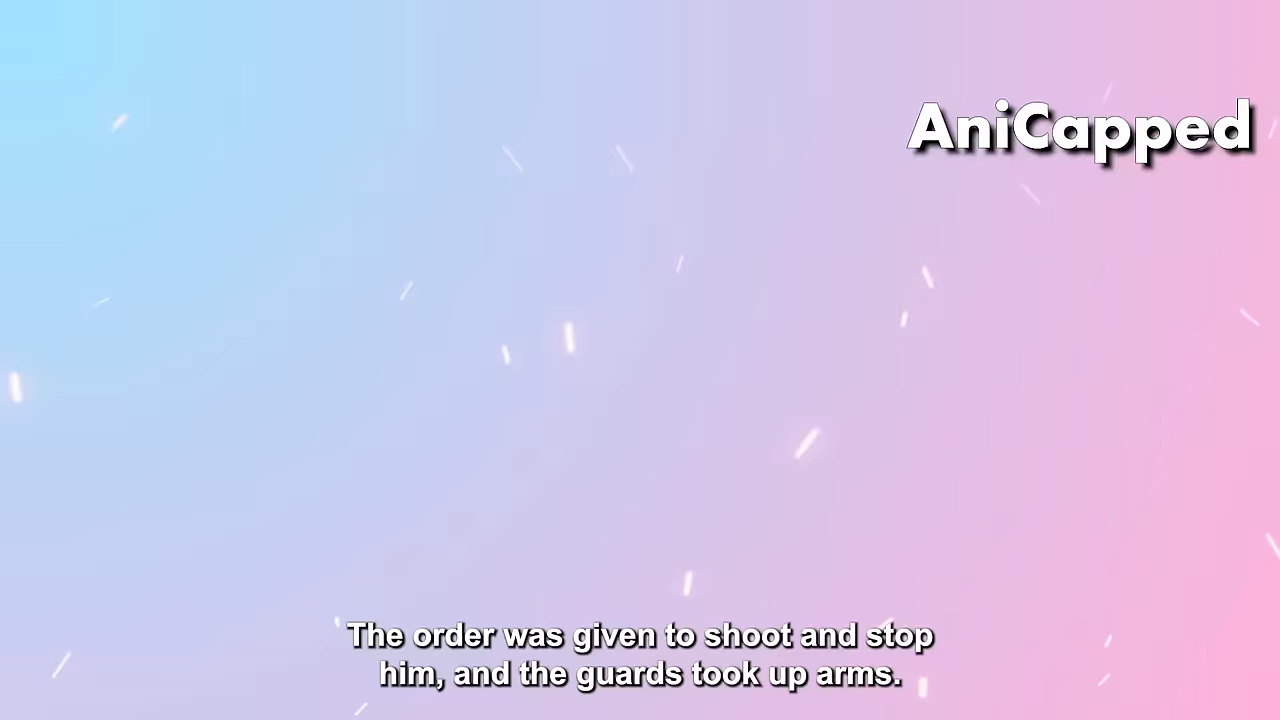 AniCapped
The order was given to shoot and stop
him, and the guards took up arms.